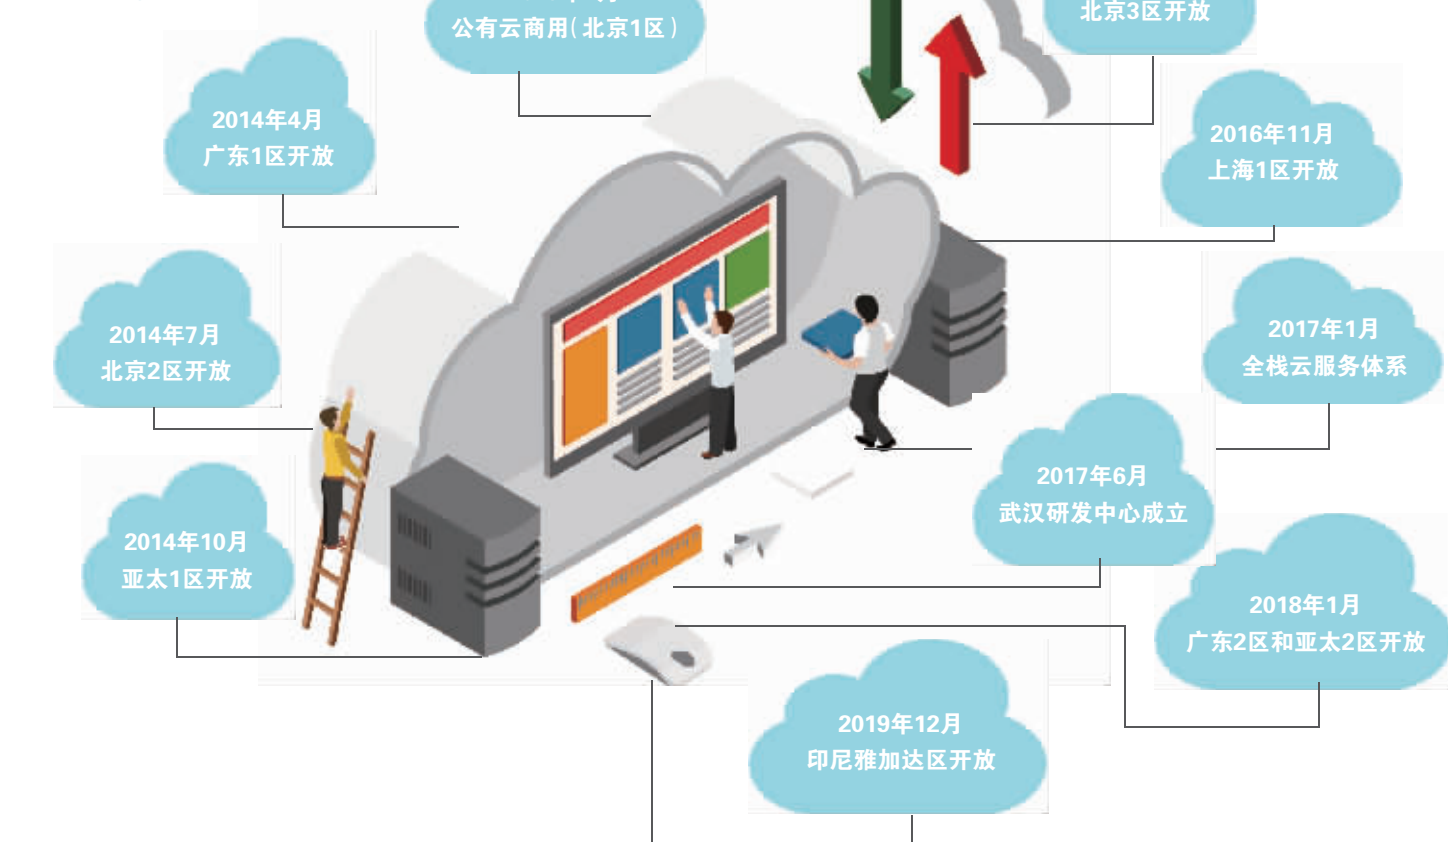 公有云商用(北京1区)
北京3区开放
2014年4月
广东1区开放
2016年11月
上海1区开放
2014年7月
北京2区开放
2017年1月
全栈云服务体系
2017年6月
武汉研发中心成立
2014年10月
亚太1区开放
2018年1月
广东2区和亚太2区开放
2019年12月
印尼雅加达区开放